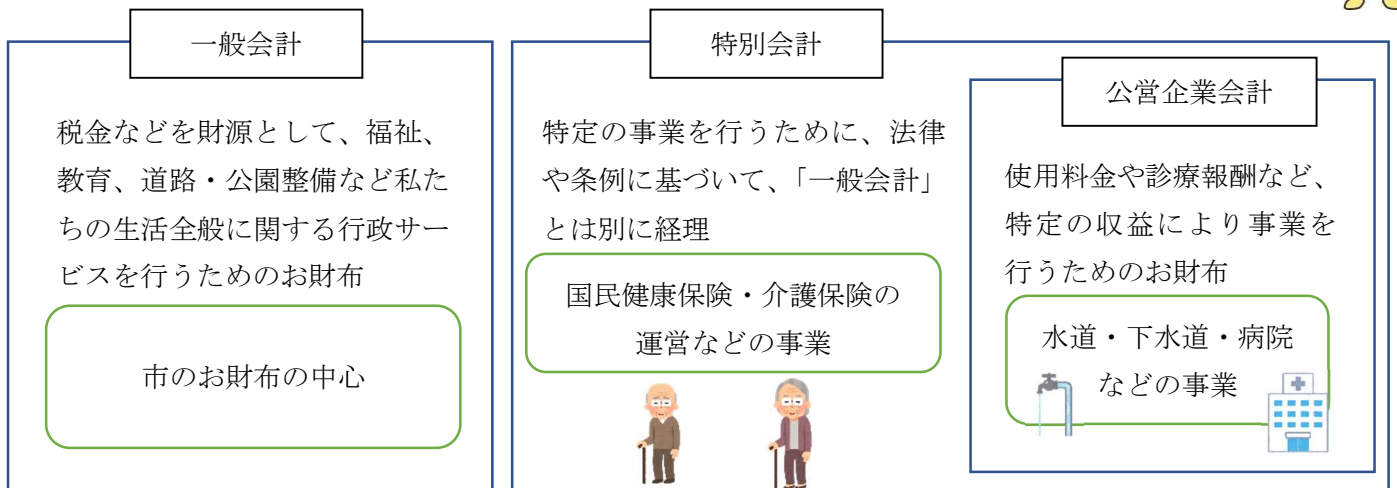 一般会計
税金などを財源として、福祉、
教育、道路・公園整備など私た
ちの生活全般に関する行政サー
ビスを行うためのお財布
市のお財布の中心
特別会計
特定の事業を行うために、法律
や条例に基づいて、「一般会計」
とは別に経理
国民健康保険・介護保険の
運営などの事業
公営企業会計
使用料金や診療報酬など、
特定の収益により事業を
行うためのお財布
水道・下水道・病院
などの事業